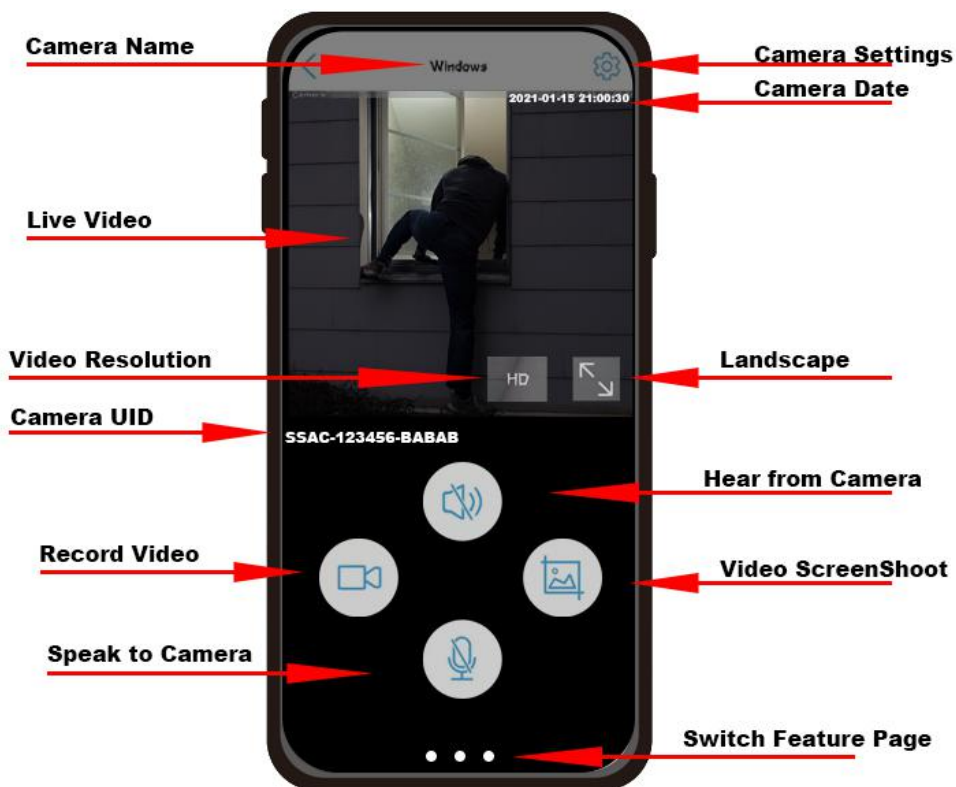 Camera Name
Camera Settings
Windows
Camera Date
Camera
2021-01-15 21:00:30
Live Video
Video Resolution
Landscape
HD
Camera UID
SSAC-123456-BABAB
Hear from Camera
Record Video
Video ScreenShoot
Speak to Camera
Switch Feature Page